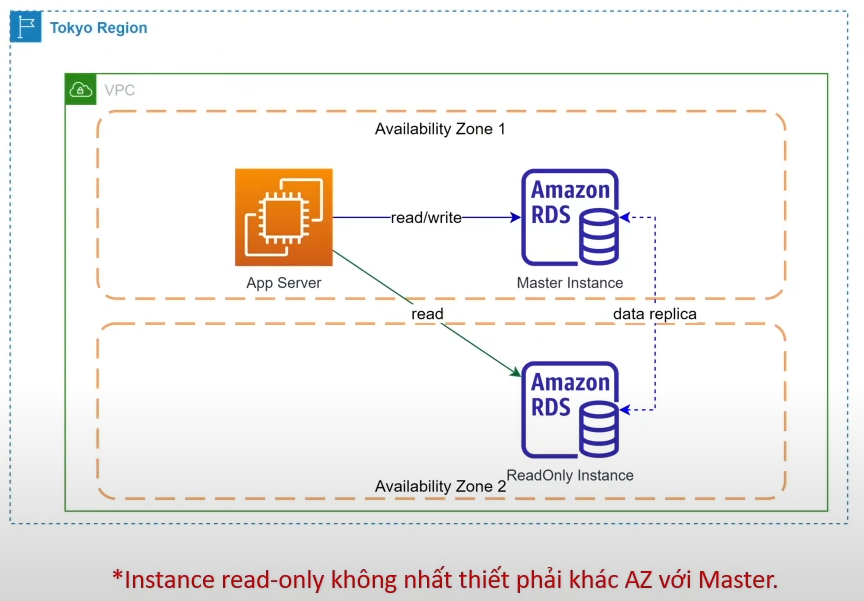 Tokyo Region
VPC
Availability Zone 1
Amazon
RDS
read/write
App Server
Master Instance
read
data replica
Amazon
RDS
ReadOnly Instance
Availability Zone 2
*Instance read-only không nhất thiết phải khác AZ với Master.